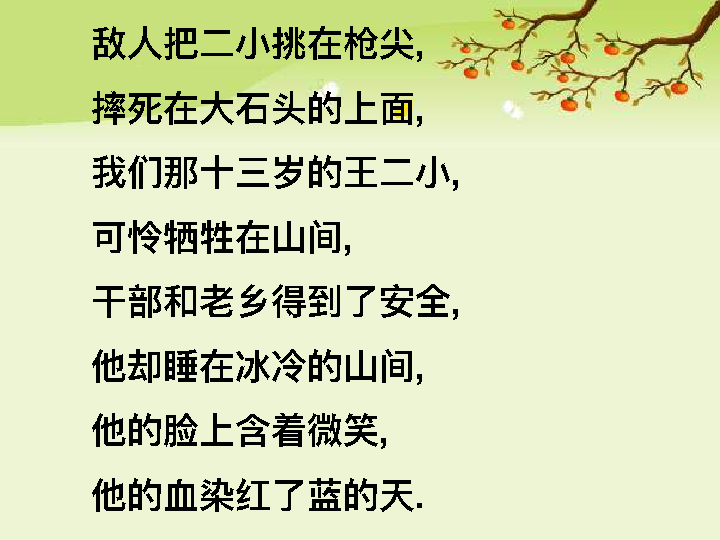 敌人把二小挑在枪尖,
摔死在大石头的上面,
我们那十三岁的王二小,
可怜牺牲在山间,
干部和老乡得到了安全,
他却睡在冰冷的山间,
他的脸上含着微笑,
他的血染红了蓝的天.